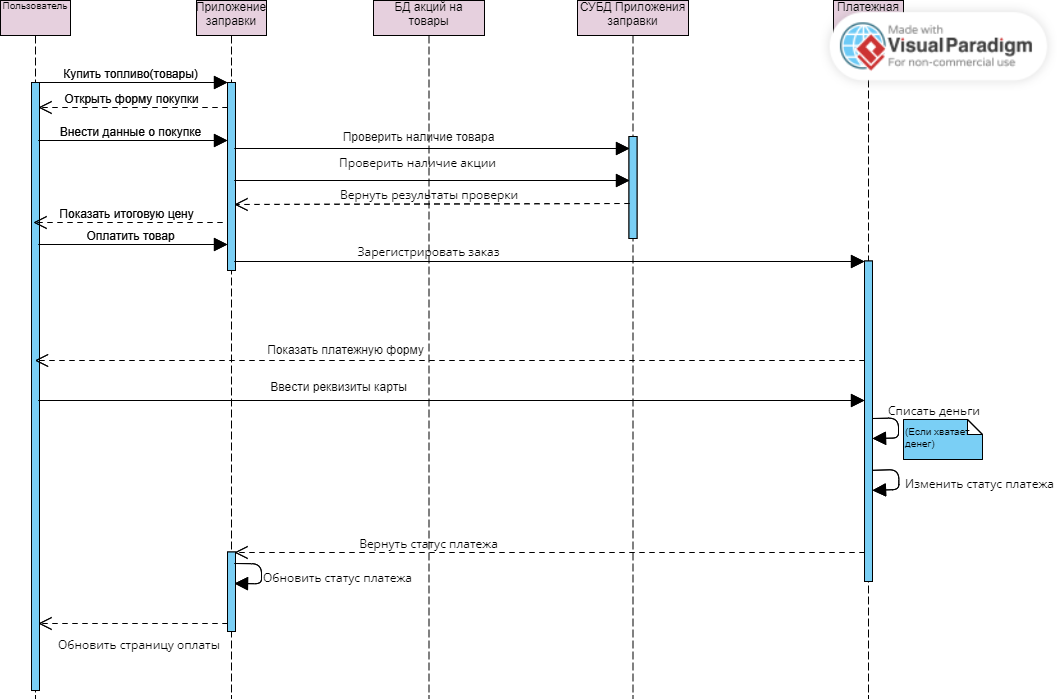 Пользователь
Приложение
заправки
БД акций на
товары
СУБД Приложения
заправки
Платежная
Made with
Visual Paradigm
For non-commercial use
Купить топливо(товары)
Открыть форму покупки
Внести данные о покупке
Проверить наличие товара
Проверить наличие акции
Вернуть результаты проверки
Показать итоговую цену
Оплатить товар
Зарегистрировать заказ
Показать платежную форму
Ввести реквизиты карты
Списать деньги
(Если хватает
денег)
Изменить статус платежа
Вернуть статус платежа
Обновить статус платежа
Обновить страницу оплаты